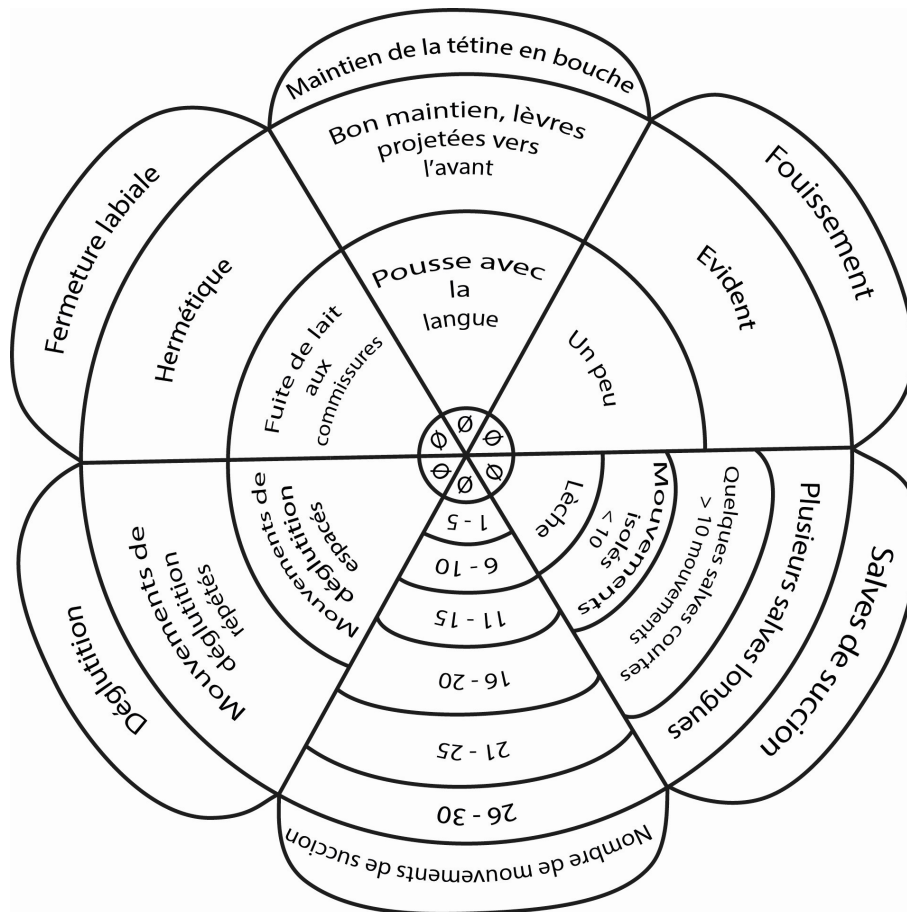 Maintien de la tétine en bouche
Bon maintien, lèvres
projetées vers
l'avant
Pousse avec
la
langue
Ø
Fouissement
Evident
Un peu
Ø
Salves de succion
Plusieurs salves longues
Quelques salves courtes
> 10 mouvements
Mouvements
isolés
< 10
Lèche
Ø
Nombre de mouvements de succion
26 - 30
21 - 25
16 - 20
11 - 15
6 - 10
1 - 5
Ø
Déglutition
Mouvements de
déglutition
répétés
Mouvements de
déglutition
espacés
Ø
Fermeture labiale
Hermétique
Fuite de lait
aux
commissures
Ø